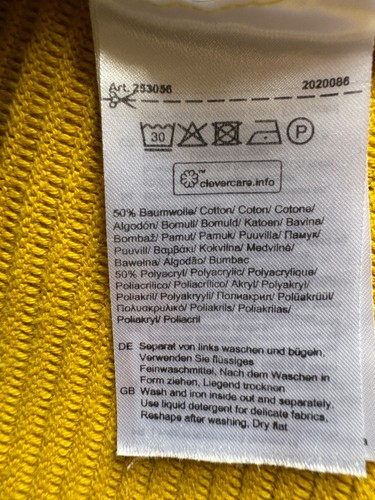 Art. 253056 2020086
30 P
clevercare.info
50% Baumwolle/ Cotton/ Coton/ Cotone/
Algodón/ Bomull/ Bomuld/ Katoen/ Bavlna/
Bombaž/ Pamut/ Pamuk/ Puuvilla/ Памук/
Puuvill/ Βαμβάκι/ Kokvilna/ Medvilnė/
Bawełna/ Algodão/ Bumbac
50% Polyacryl/ Polyacrylic/ Polyacrylique/
Poliacrilico/ Poliacrílico/ Akryl/ Polyakryl/
Poliakril/ Polyakryyli/ Полиакрил/ Polüakrüül/
Πολυακρυλικό/ Poliakrils/ Poliakrilas/
Poliakryl/ Poliacril
DE Separat von links waschen und bügeln,
Verwenden Sie flüssiges
Feinwaschmittel, Nach dem Waschen in
Form ziehen, Liegend trocknen
GB Wash and iron inside out and separately,
Use liquid detergent for delicate fabrics,
Reshape after washing, Dry flat